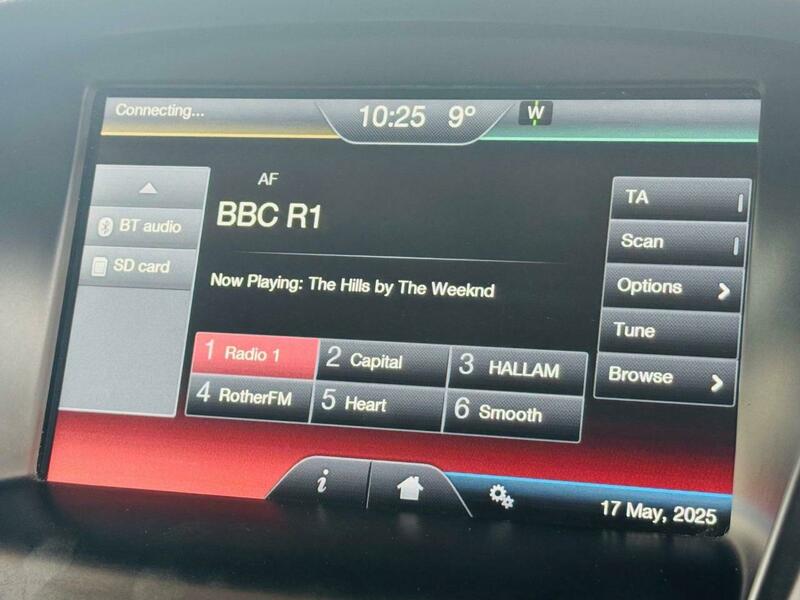 Connecting...
10:25 9°
W
AF
BBC R1
BT audio
SD card
Now Playing: The Hills by The Weeknd
TA
Scan
Options
Tune
Browse
1 Radio 1
2 Capital
3 HALLAM
4 RotherFM
5 Heart
6 Smooth
i
17 May, 2025